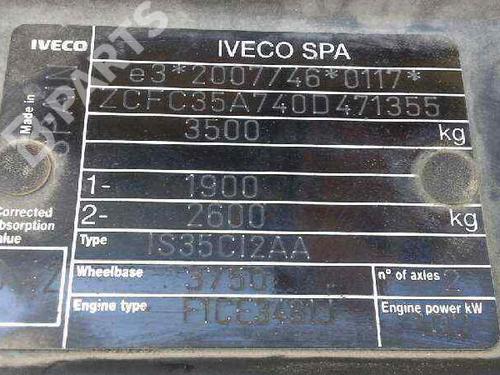 IVECO IVECO SPA
e3*2007/46*0117*
ZCFC35A740D471355
3500 kg
Made in
1- 1900
2- 2600 kg
Corrected
absorption
value
Type IS35CI2AA
Wheelbase 3750 n° of axles 2
Engine type Engine power kW
B-PARTS